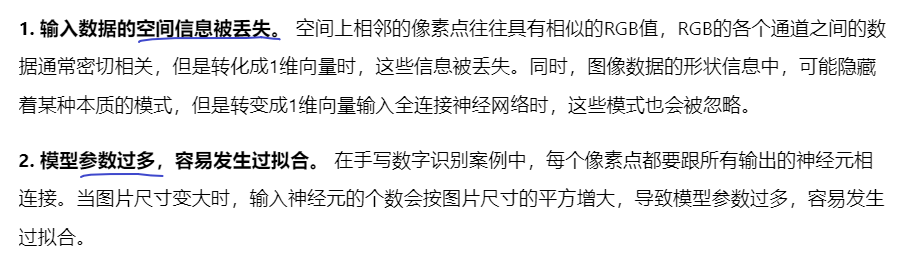 1. 输入数据的空间信息被丢失。 空间上相邻的像素点往往具有相似的RGB值，RGB的各个通道之间的数
据通常密切相关，但是转化成1维向量时，这些信息被丢失。同时，图像数据的形状信息中，可能隐藏
着某种本质的模式，但是转变成1维向量输入全连接神经网络时，这些模式也会被忽略。
2. 模型参数过多，容易发生过拟合。 在手写数字识别案例中，每个像素点都要跟所有输出的神经元相
连接。当图片尺寸变大时，输入神经元的个数会按图片尺寸的平方增大，导致模型参数过多，容易发生
过拟合。